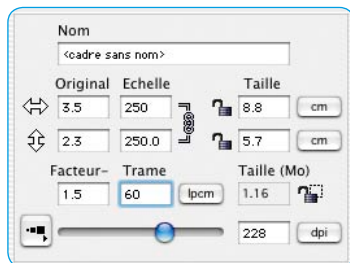 Nom
<cadre sans nom>
Original Echelle Taille
3.5 250 8.8 cm
2.3 250.0 5.7 cm
Facteur- Trame Taille (Mo)
1.5 60 lpcm 1.16
228 dpi